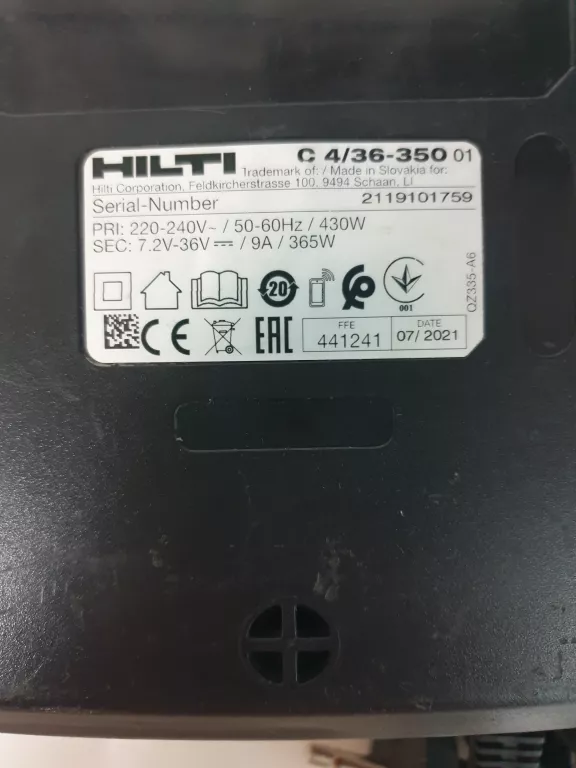 HILTI C 4/36-350 01
Trademark of: / Made in Slovakia for:
Hilti Corporation, Feldkircherstrasse 100, 9494 Schaan, LI
Serial-Number 2119101759
PRI: 220-240V~ / 50-60Hz / 430W
SEC: 7.2V-36V⎓ / 9A / 365W
20
001
QZ335-A6
CE EAC
FFE
441241
DATE
07/2021